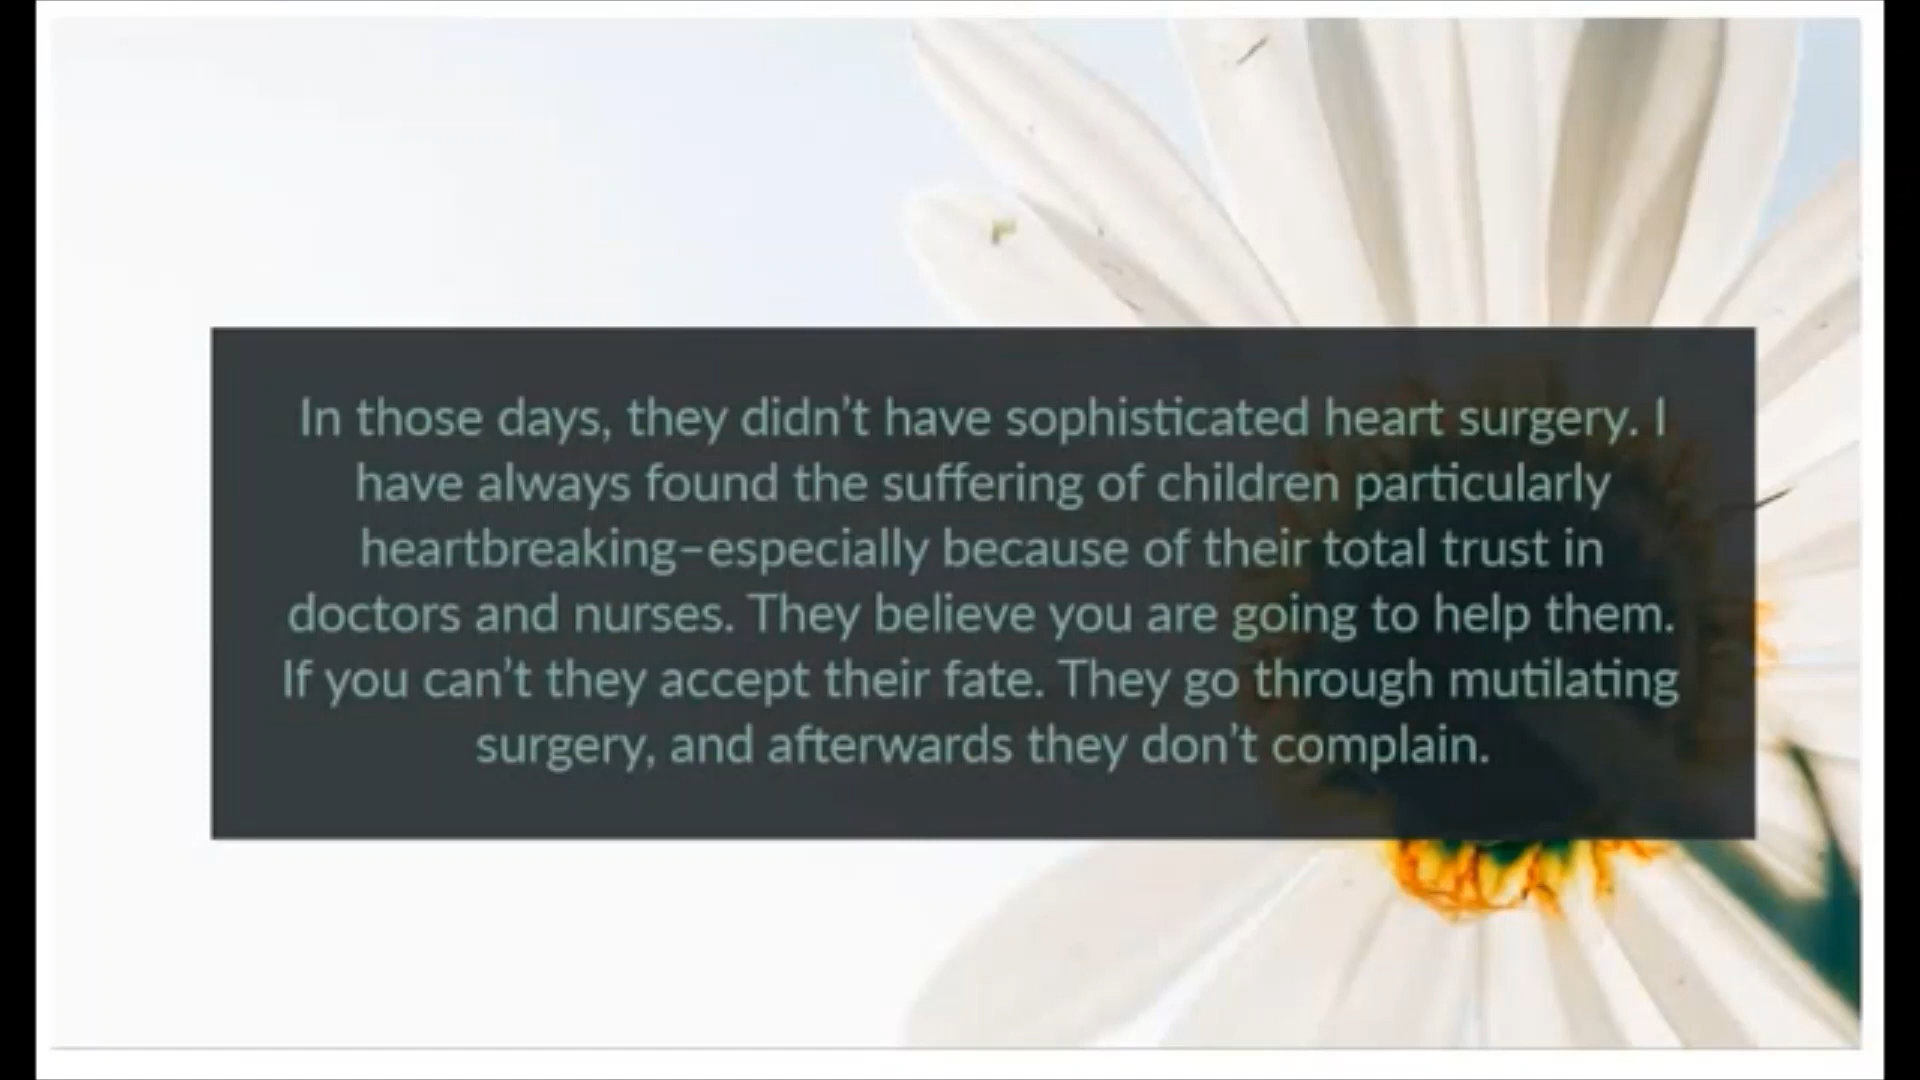 In those days, they didn’t have sophisticated heart surgery. I
have always found the suffering of children particularly
heartbreaking–especially because of their total trust in
doctors and nurses. They believe you are going to help them.
If you can’t they accept their fate. They go through mutilating
surgery, and afterwards they don’t complain.